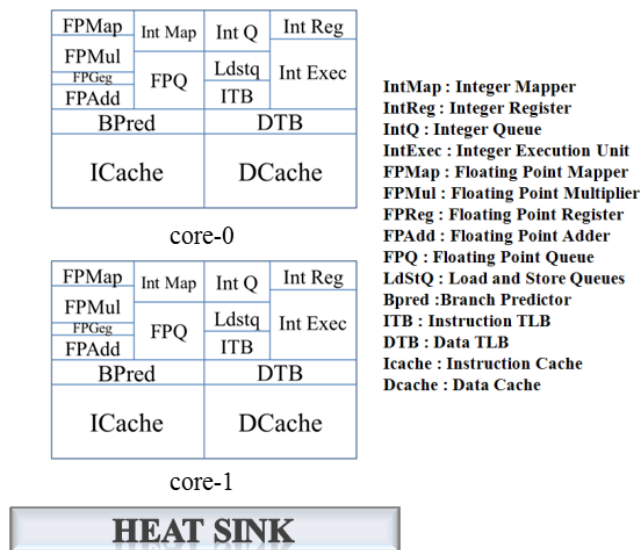 FPMap
Int Map
Int Q
Int Reg
FPMul
FPGeg
FPAdd
FPQ
Ldstq
ITB
Int Exec
BPred
DTB
ICache
DCache
core-0
FPMap
Int Map
Int Q
Int Reg
FPMul
FPGeg
FPAdd
FPQ
Ldstq
ITB
Int Exec
BPred
DTB
ICache
DCache
core-1
HEAT SINK
IntMap : Integer Mapper
IntReg : Integer Register
IntQ : Integer Queue
IntExec : Integer Execution Unit
FPMap : Floating Point Mapper
FPMul : Floating Point Multiplier
FPReg : Floating Point Register
FPAdd : Floating Point Adder
FPQ : Floating Point Queue
LdStQ : Load and Store Queues
Bpred :Branch Predictor
ITB : Instruction TLB
DTB : Data TLB
Icache : Instruction Cache
Dcache : Data Cache